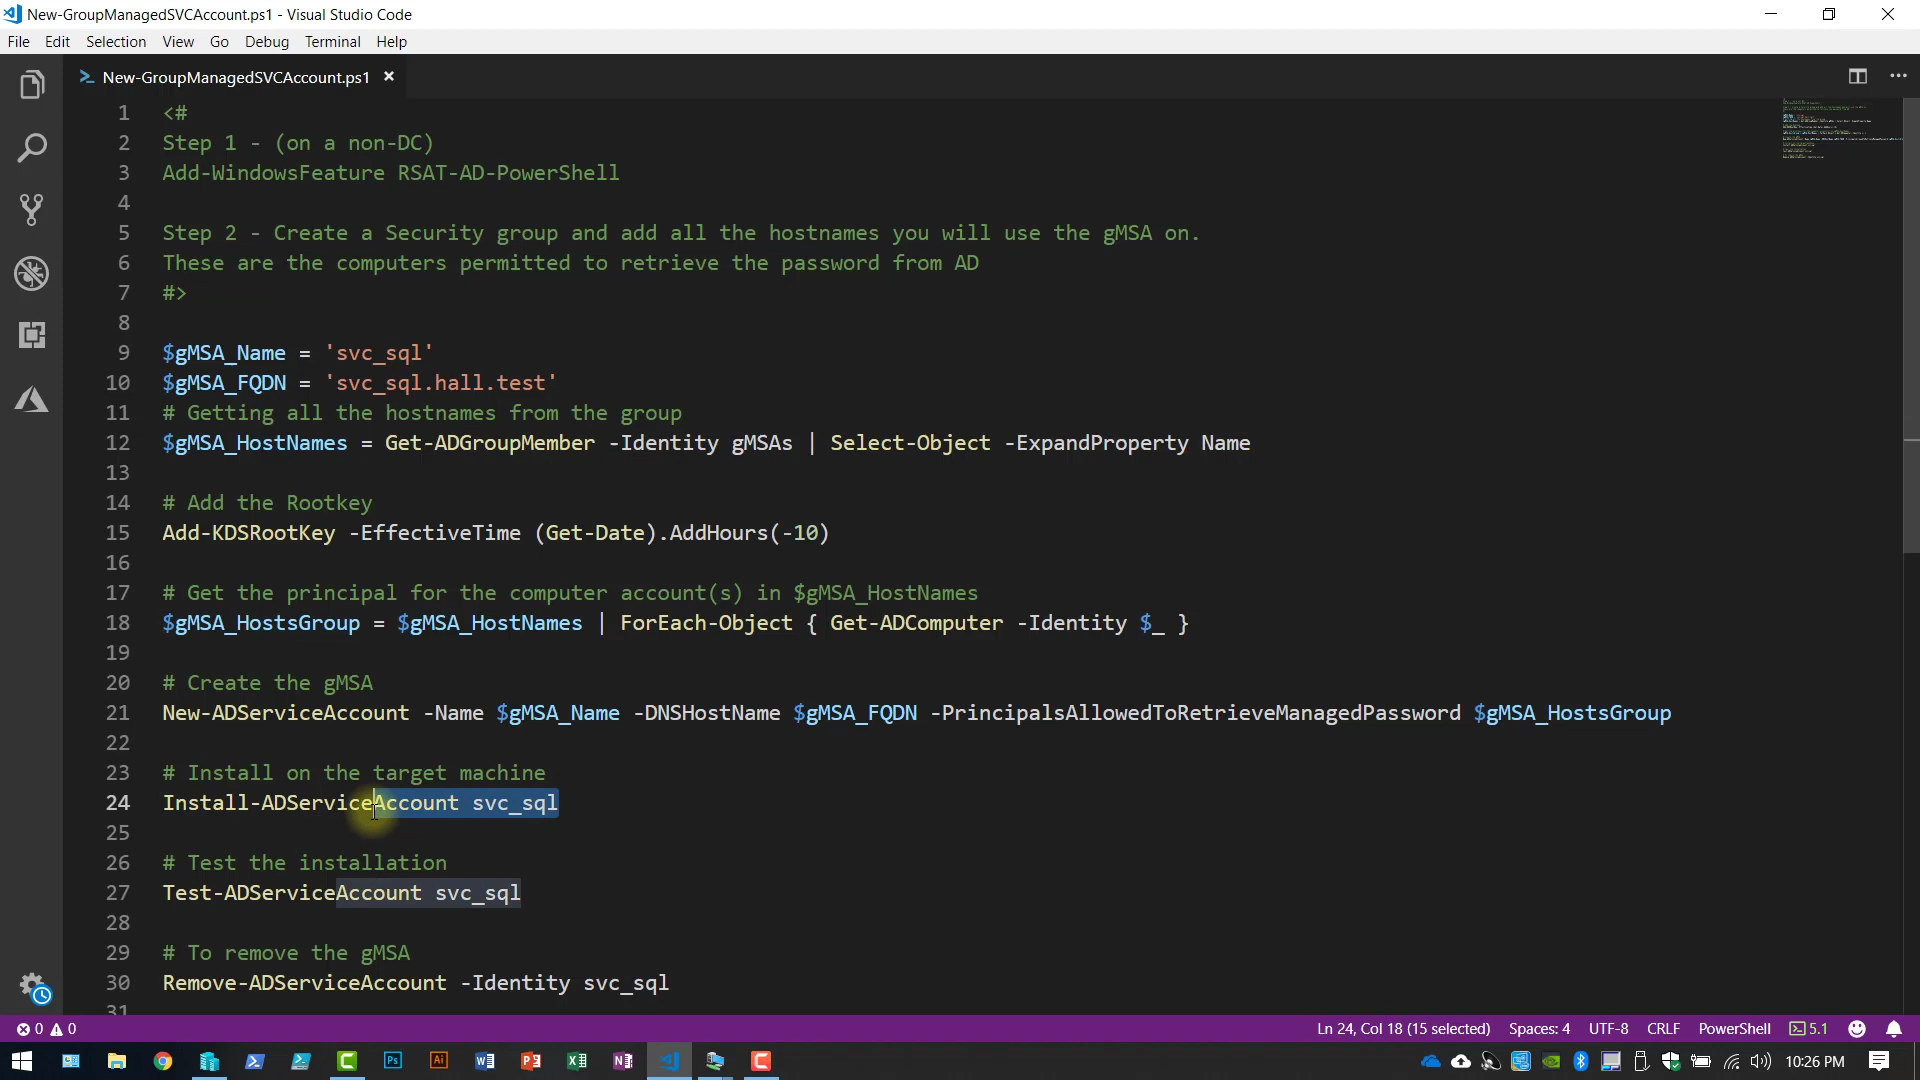 New-GroupManagedSVCAccount.ps1 - Visual Studio Code
File Edit Selection View Go Debug Terminal Help
New-GroupManagedSVCAccount.ps1
1 <#
2 Step 1 - (on a non-DC)
3 Add-WindowsFeature RSAT-AD-PowerShell
4
5 Step 2 - Create a Security group and add all the hostnames you will use the gMSA on.
6 These are the computers permitted to retrieve the password from AD
7 #>
8
9 $gMSA_Name = 'svc_sql'
10 $gMSA_FQDN = 'svc_sql.hall.test'
11 # Getting all the hostnames from the group
12 $gMSA_HostNames = Get-ADGroupMember -Identity gMSAs | Select-Object -ExpandProperty Name
13
14 # Add the Rootkey
15 Add-KDSRootKey -EffectiveTime (Get-Date).AddHours(-10)
16
17 # Get the principal for the computer account(s) in $gMSA_HostNames
18 $gMSA_HostsGroup = $gMSA_HostNames | ForEach-Object { Get-ADComputer -Identity $_ }
19
20 # Create the gMSA
21 New-ADServiceAccount -Name $gMSA_Name -DNSHostName $gMSA_FQDN -PrincipalsAllowedToRetrieveManagedPassword $gMSA_HostsGroup
22
23 # Install on the target machine
24 Install-ADServiceAccount svc_sql
25
26 # Test the installation
27 Test-ADServiceAccount svc_sql
28
29 # To remove the gMSA
30 Remove-ADServiceAccount -Identity svc_sql
31
0 0 Ln 24, Col 18 (15 selected) Spaces: 4 UTF-8 CRLF PowerShell 5.1
Ps Ai 10:26 PM